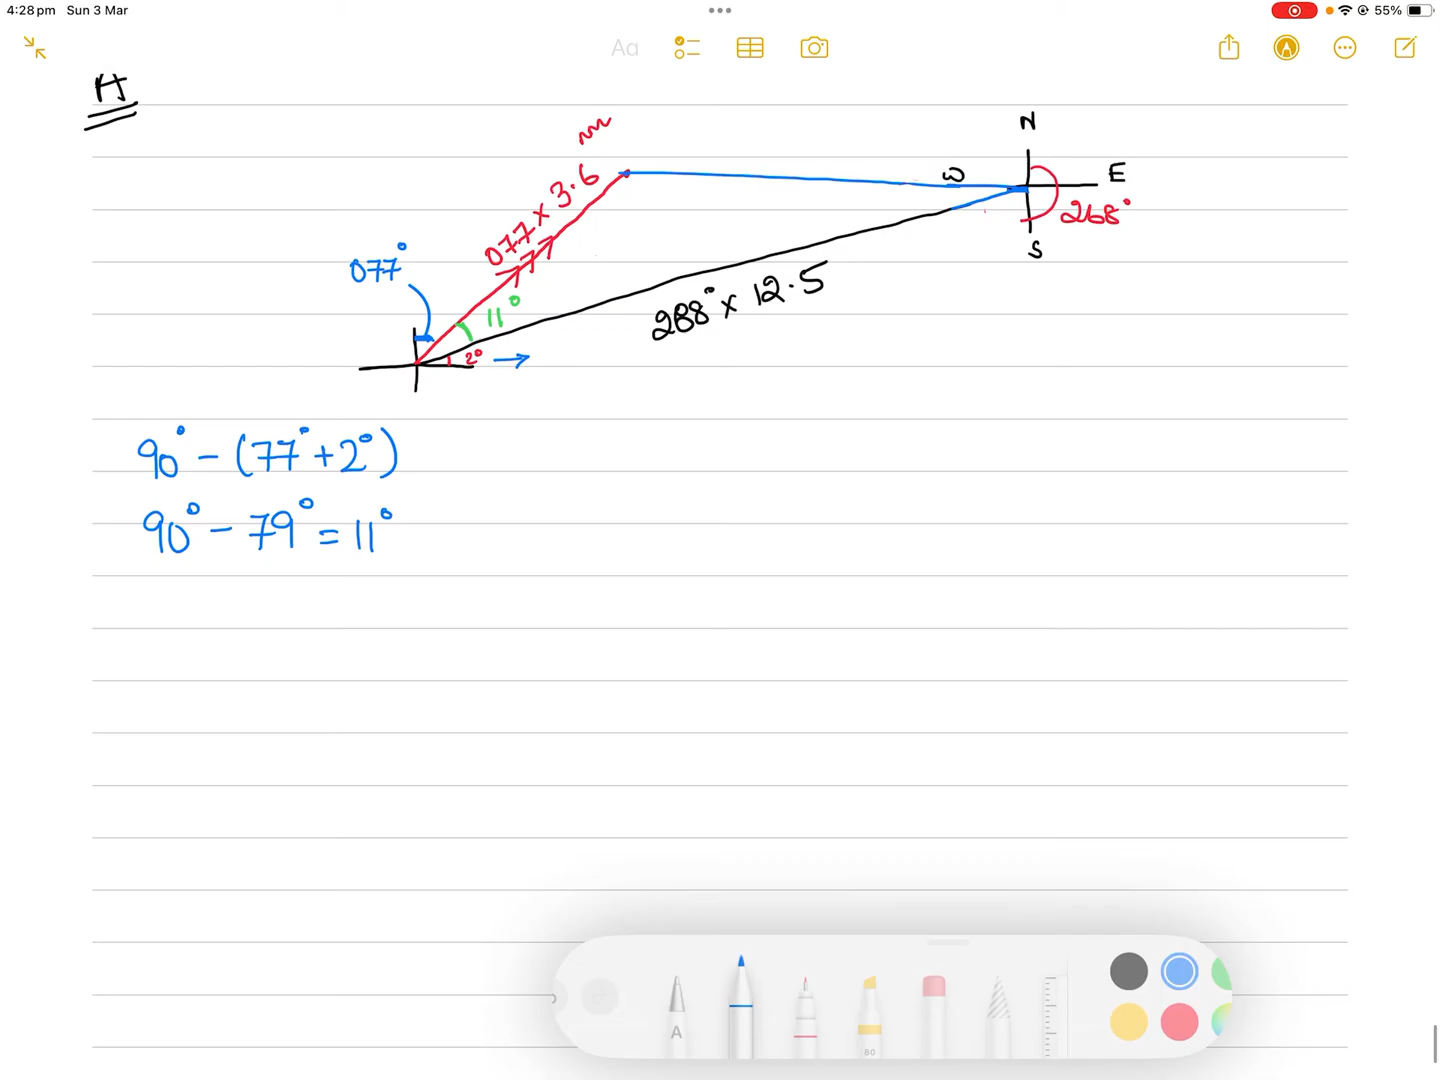 4:28 pm Sun 3 Mar
55%
Aa
H
N
W
E
268°
S
077 x 3.6
077°
11°
2°
288° x 12.5
90° - (77° + 2°)
90° - 79° = 11°
A
80